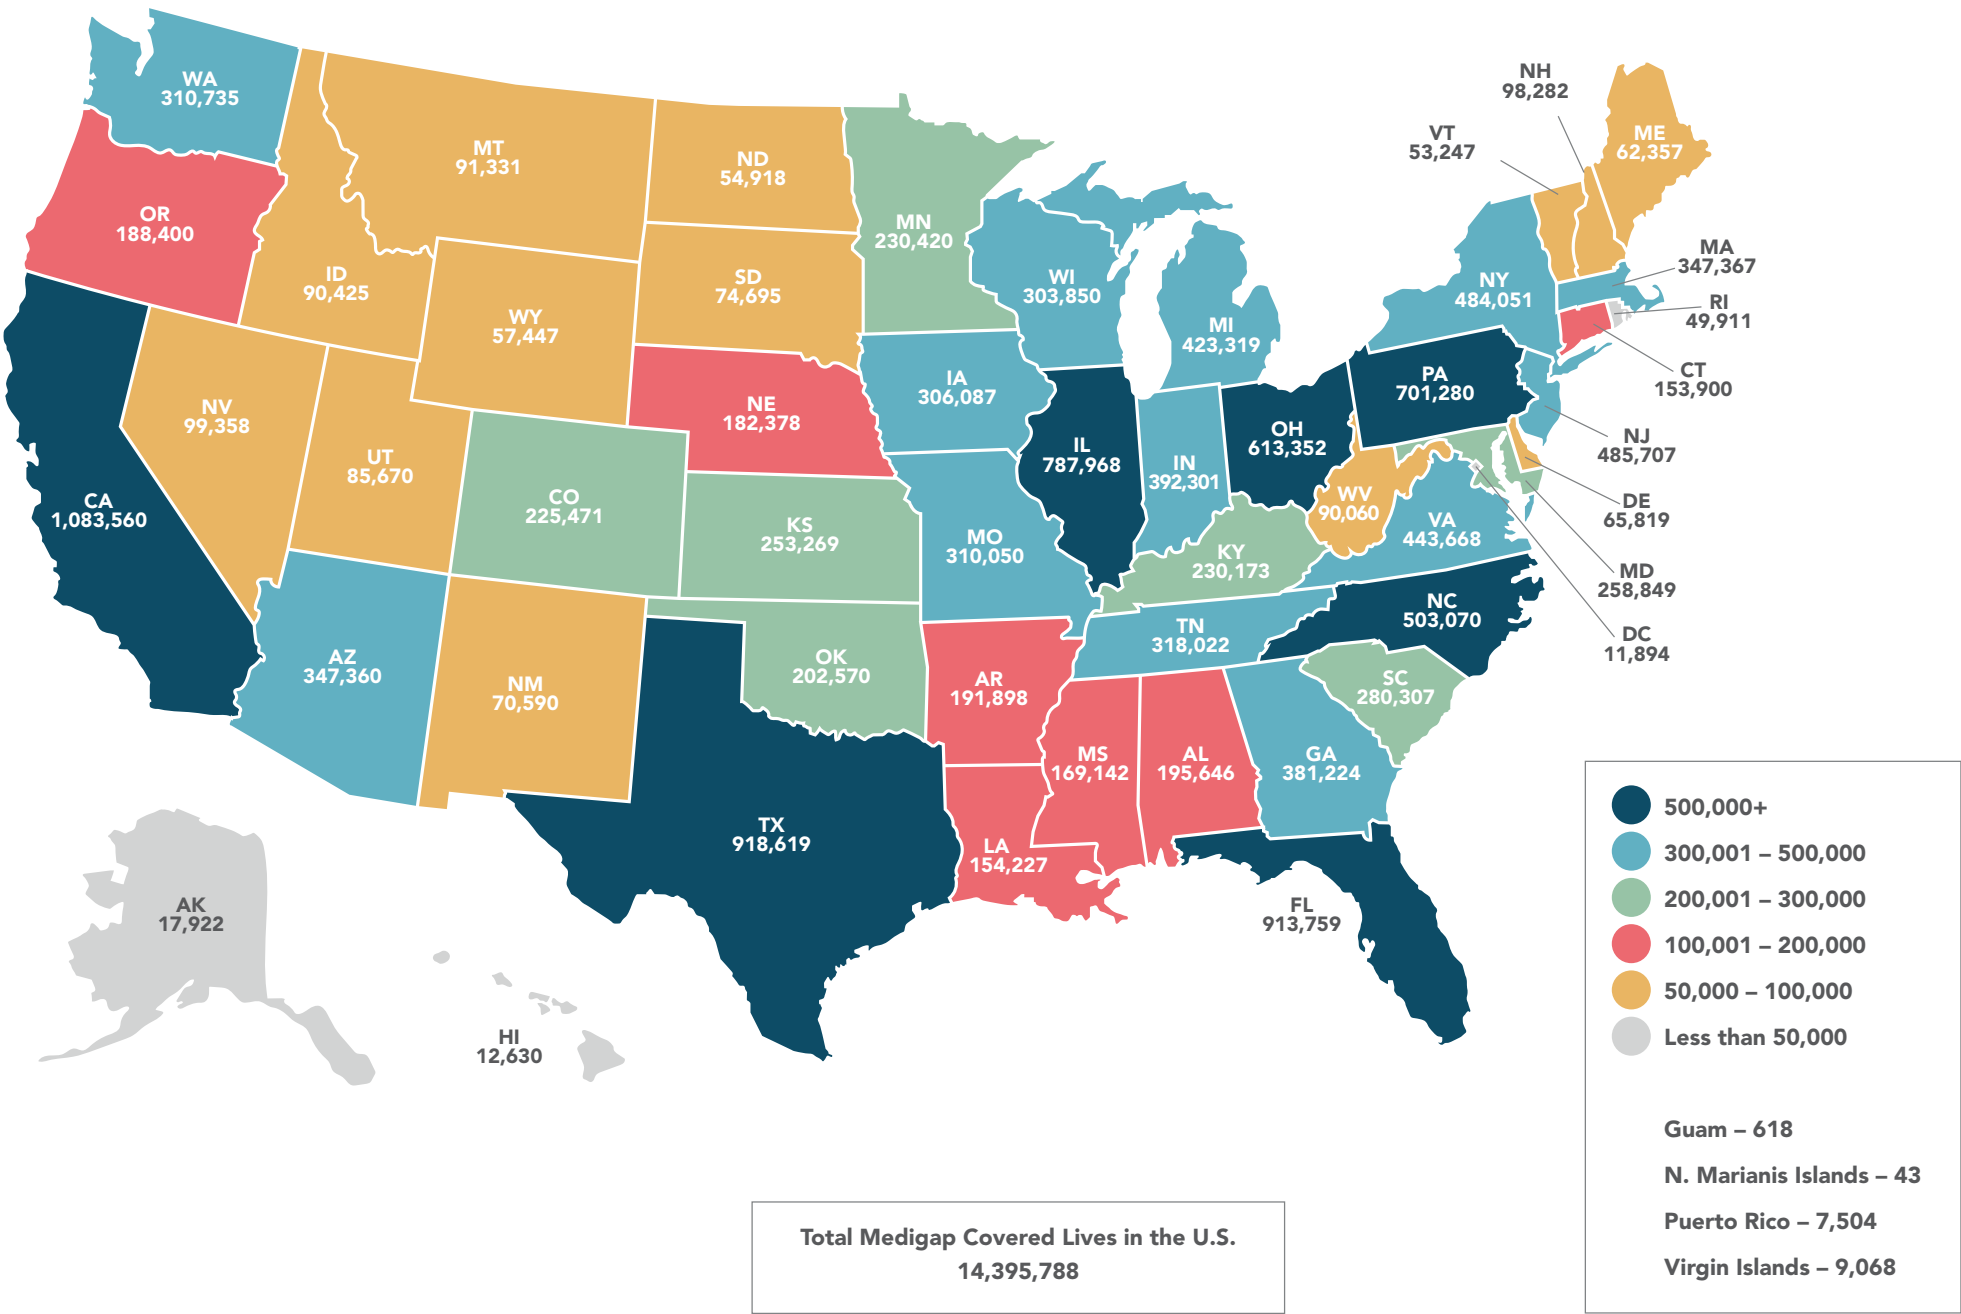 WA
310,735
OR
188,400
CA
1,083,560
ID
90,425
NV
99,358
MT
91,331
WY
57,447
UT
85,670
AZ
347,360
CO
225,471
NM
70,590
ND
54,918
SD
74,695
NE
182,378
KS
253,269
OK
202,570
TX
918,619
MN
230,420
IA
306,087
MO
310,050
AR
191,898
LA
154,227
WI
303,850
IL
787,968
MI
423,319
IN
392,301
OH
613,352
KY
230,173
TN
318,022
MS
169,142
AL
195,646
GA
381,224
FL
913,759
SC
280,307
NC
503,070
VA
443,668
WV
90,060
PA
701,280
NY
484,051
VT
53,247
NH
98,282
ME
62,357
MA
347,367
RI
49,911
CT
153,900
NJ
485,707
DE
65,819
MD
258,849
DC
11,894
AK
17,922
HI
12,630
500,000+
300,001 – 500,000
200,001 – 300,000
100,001 – 200,000
50,000 – 100,000
Less than 50,000
Guam – 618
N. Marianis Islands – 43
Puerto Rico – 7,504
Virgin Islands – 9,068
Total Medigap Covered Lives in the U.S.
14,395,788